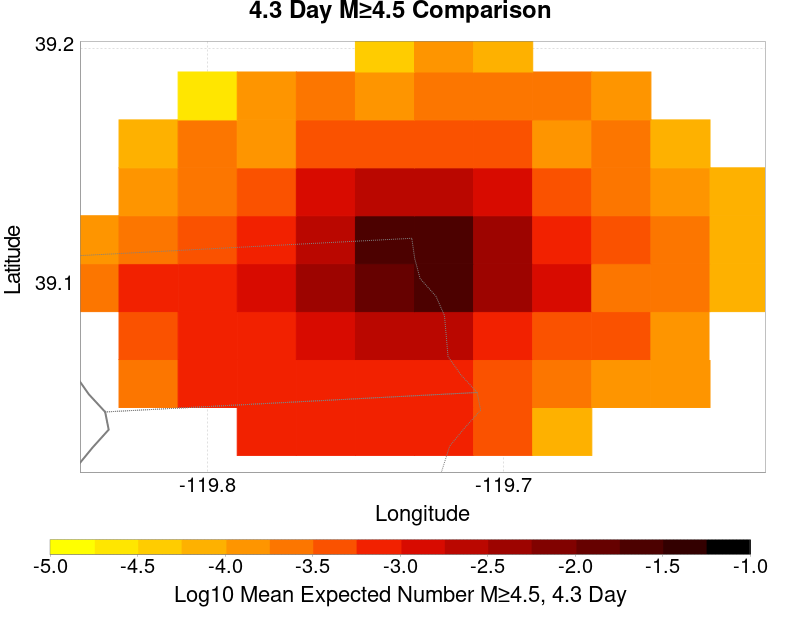 4.3 Day M≥4.5 Comparison
39.2
39.1
Latitude
-119.8 -119.7
Longitude
-5.0 -4.5 -4.0 -3.5 -3.0 -2.5 -2.0 -1.5 -1.0
Log10 Mean Expected Number M≥4.5, 4.3 Day